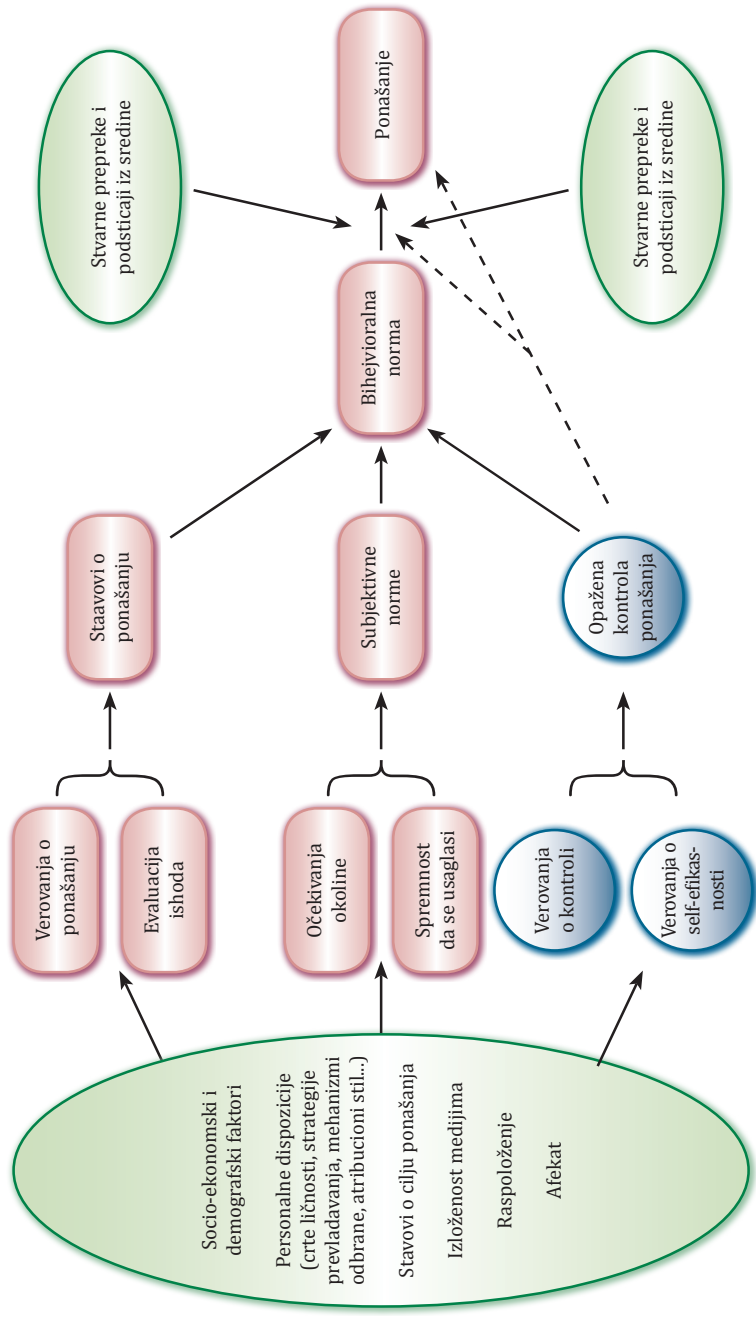 Socio-ekonomski i
demografski faktori
Personalne dispozicije
(crte ličnosti, strategije
prevladavanja, mehanizmi
odbrane, atribucioni stil...)
Stavovi o cilju ponašanja
Izloženost medijima
Raspoloženje
Afekat
Verovanja o
ponašanju
Evaluacija
ishoda
Očekivanja
okoline
Spremnost
da se usaglasi
Verovanja
o kontroli
Verovanja o
self-efikas-
nosti
Staavovi o
ponašanju
Subjektivne
norme
Opažena
kontrola
ponašanja
Bihejvioralna
norma
Stvarne prepreke i
podsticaji iz sredine
Ponašanje
Stvarne prepreke i
podsticaji iz sredine